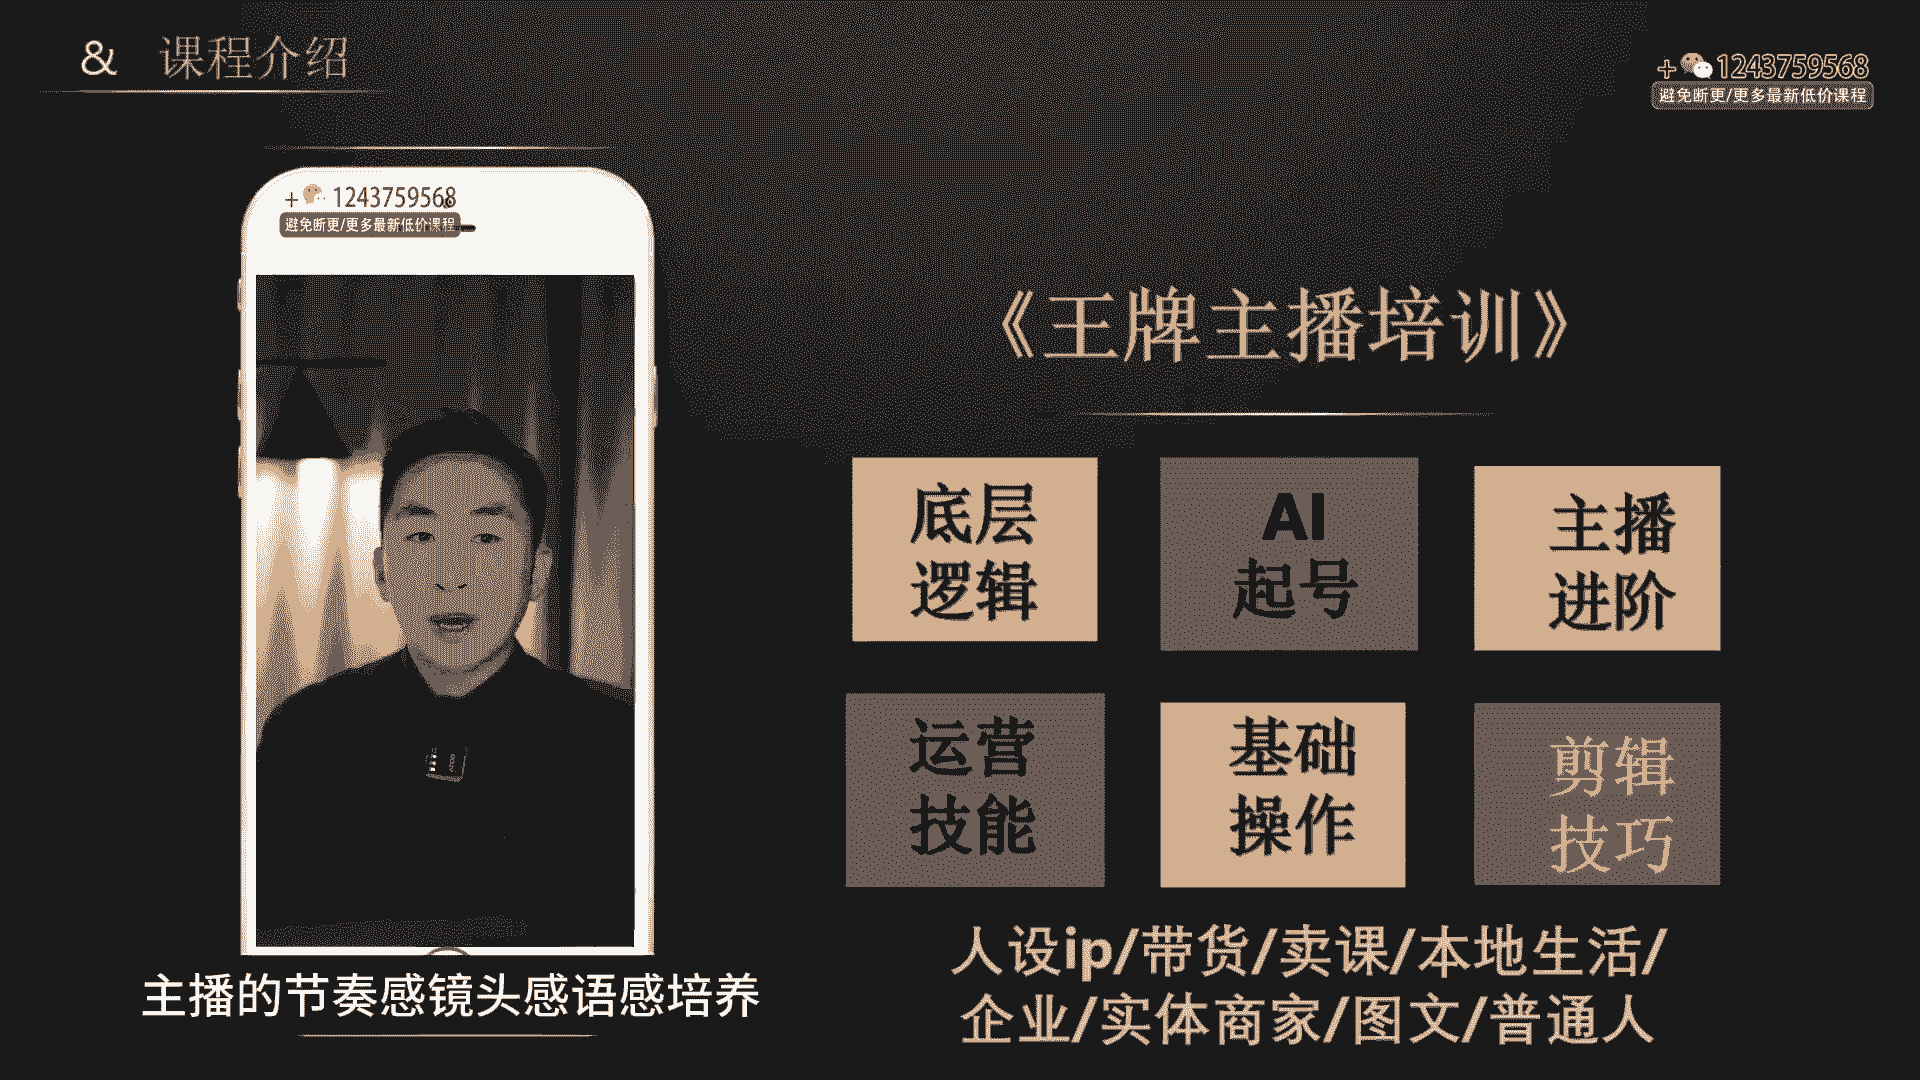 & 课程介绍
+1243759568
避免断更/更多最新低价课程
+1243759568
避免断更/更多最新低价课程
《王牌主播培训》
底层
逻辑
AI
起号
主播
进阶
运营
技能
基础
操作
剪辑
技巧
人设ip/带货/卖课/本地生活/
企业/实体商家/图文/普通人
主播的节奏感镜头感语感培养